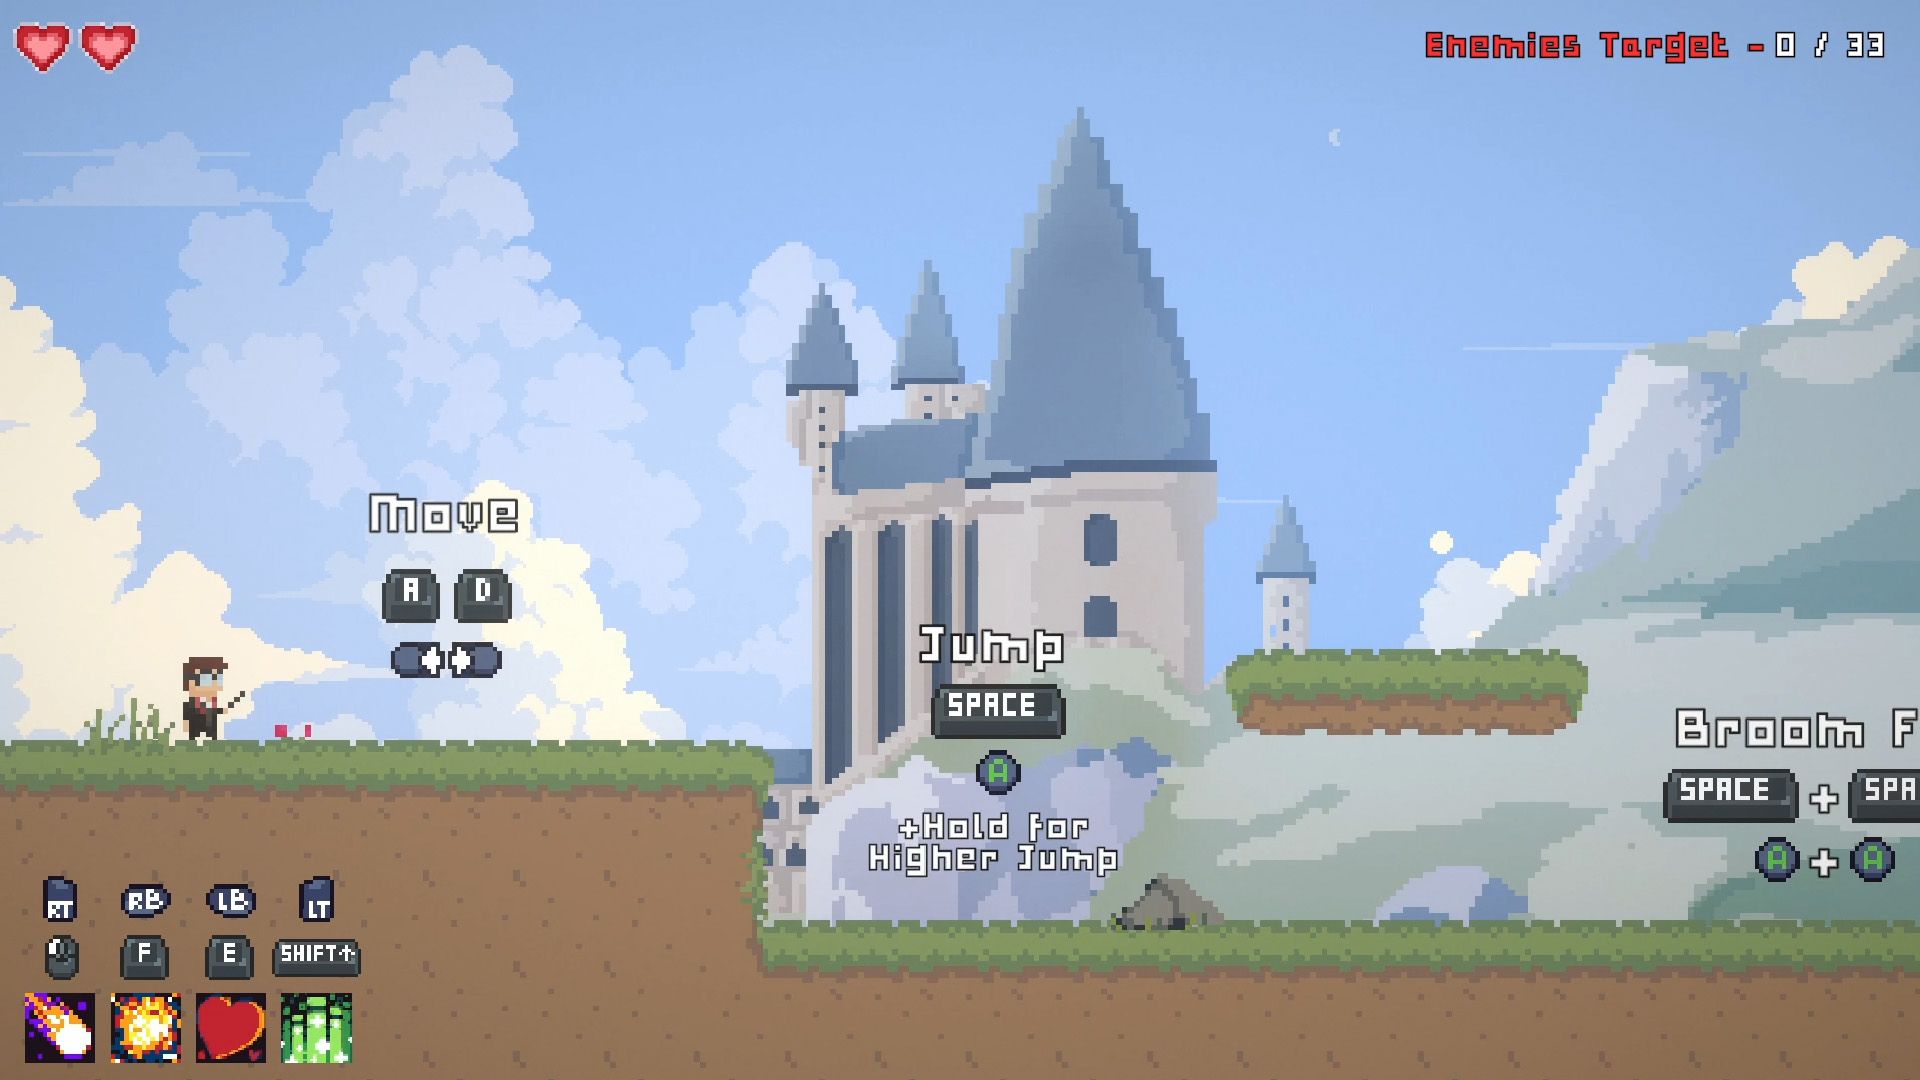 Enemies Target - 0 / 33
Move
A D
Jump
SPACE
A
+Hold for
Higher Jump
Broom F
SPACE + SPA
A + A
RT RB LB LT
F E SHIFT↑